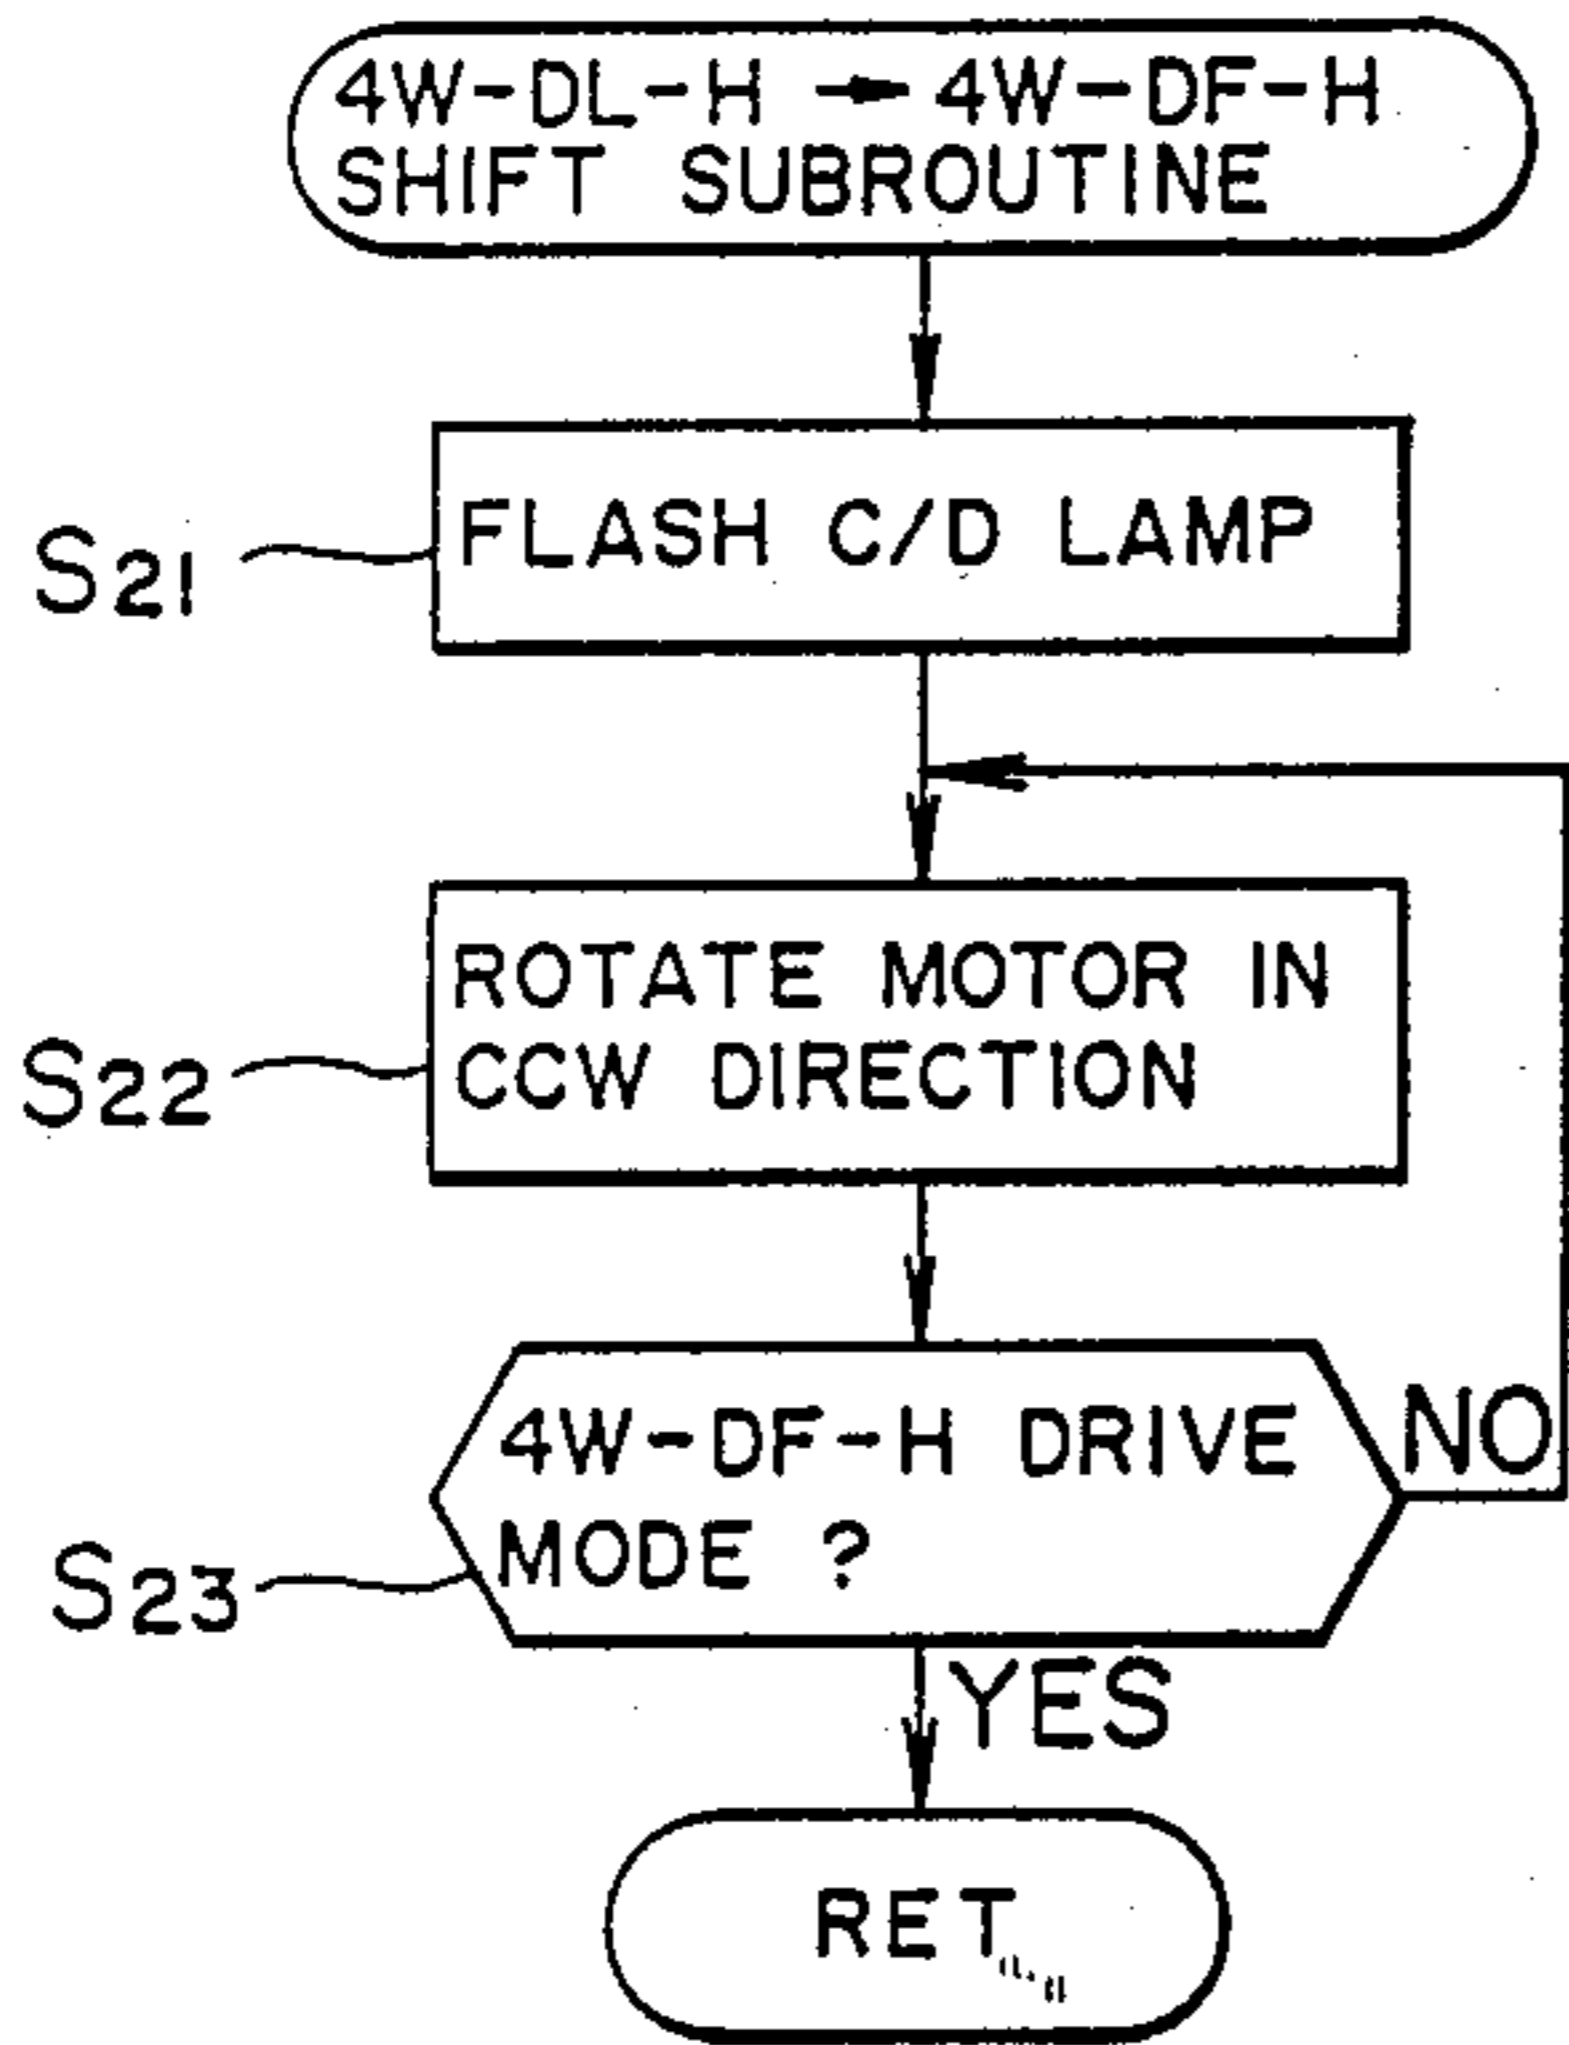 4W-DL-H → 4W-DF-H
SHIFT SUBROUTINE
S21
FLASH C/D LAMP
ROTATE MOTOR IN
S22
CCW DIRECTION
4W-DF-H DRIVE
NO
MODE ?
S23
YES
RET